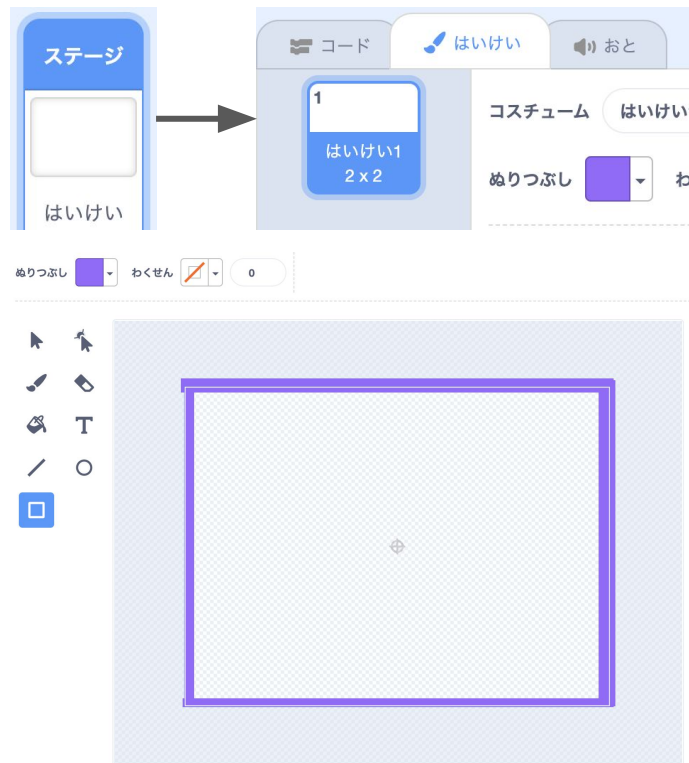 ステージ
はいけい
コード
はいけい
おと
1
はいけい1
2 x 2
コスチューム
はいけい
ぬりつぶし
ぬりつぶし
わくせん
0
T